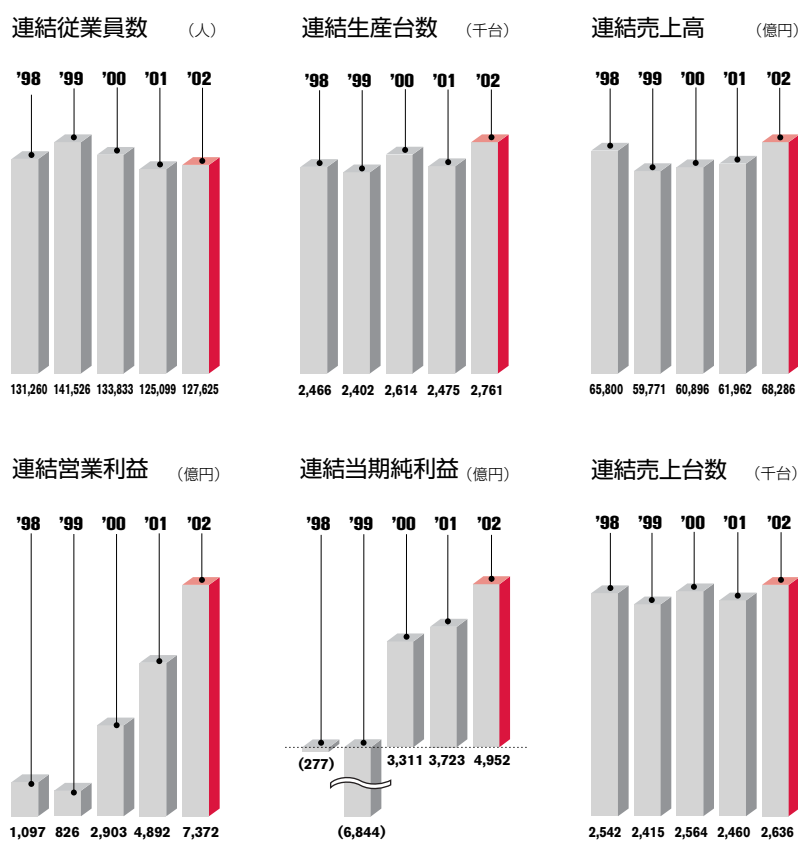 連結従業員数 （人）
’98 ’99 ’00 ’01 ’02
131,260 141,526 133,833 125,099 127,625
連結生産台数 （千台）
’98 ’99 ’00 ’01 ’02
2,466 2,402 2,614 2,475 2,761
連結売上高 （億円）
’98 ’99 ’00 ’01 ’02
65,800 59,771 60,896 61,962 68,286
連結営業利益 （億円）
’98 ’99 ’00 ’01 ’02
1,097 826 2,903 4,892 7,372
連結当期純利益 （億円）
’98 ’99 ’00 ’01 ’02
(277) 3,311 3,723 4,952
(6,844)
連結売上台数 （千台）
’98 ’99 ’00 ’01 ’02
2,542 2,415 2,564 2,460 2,636